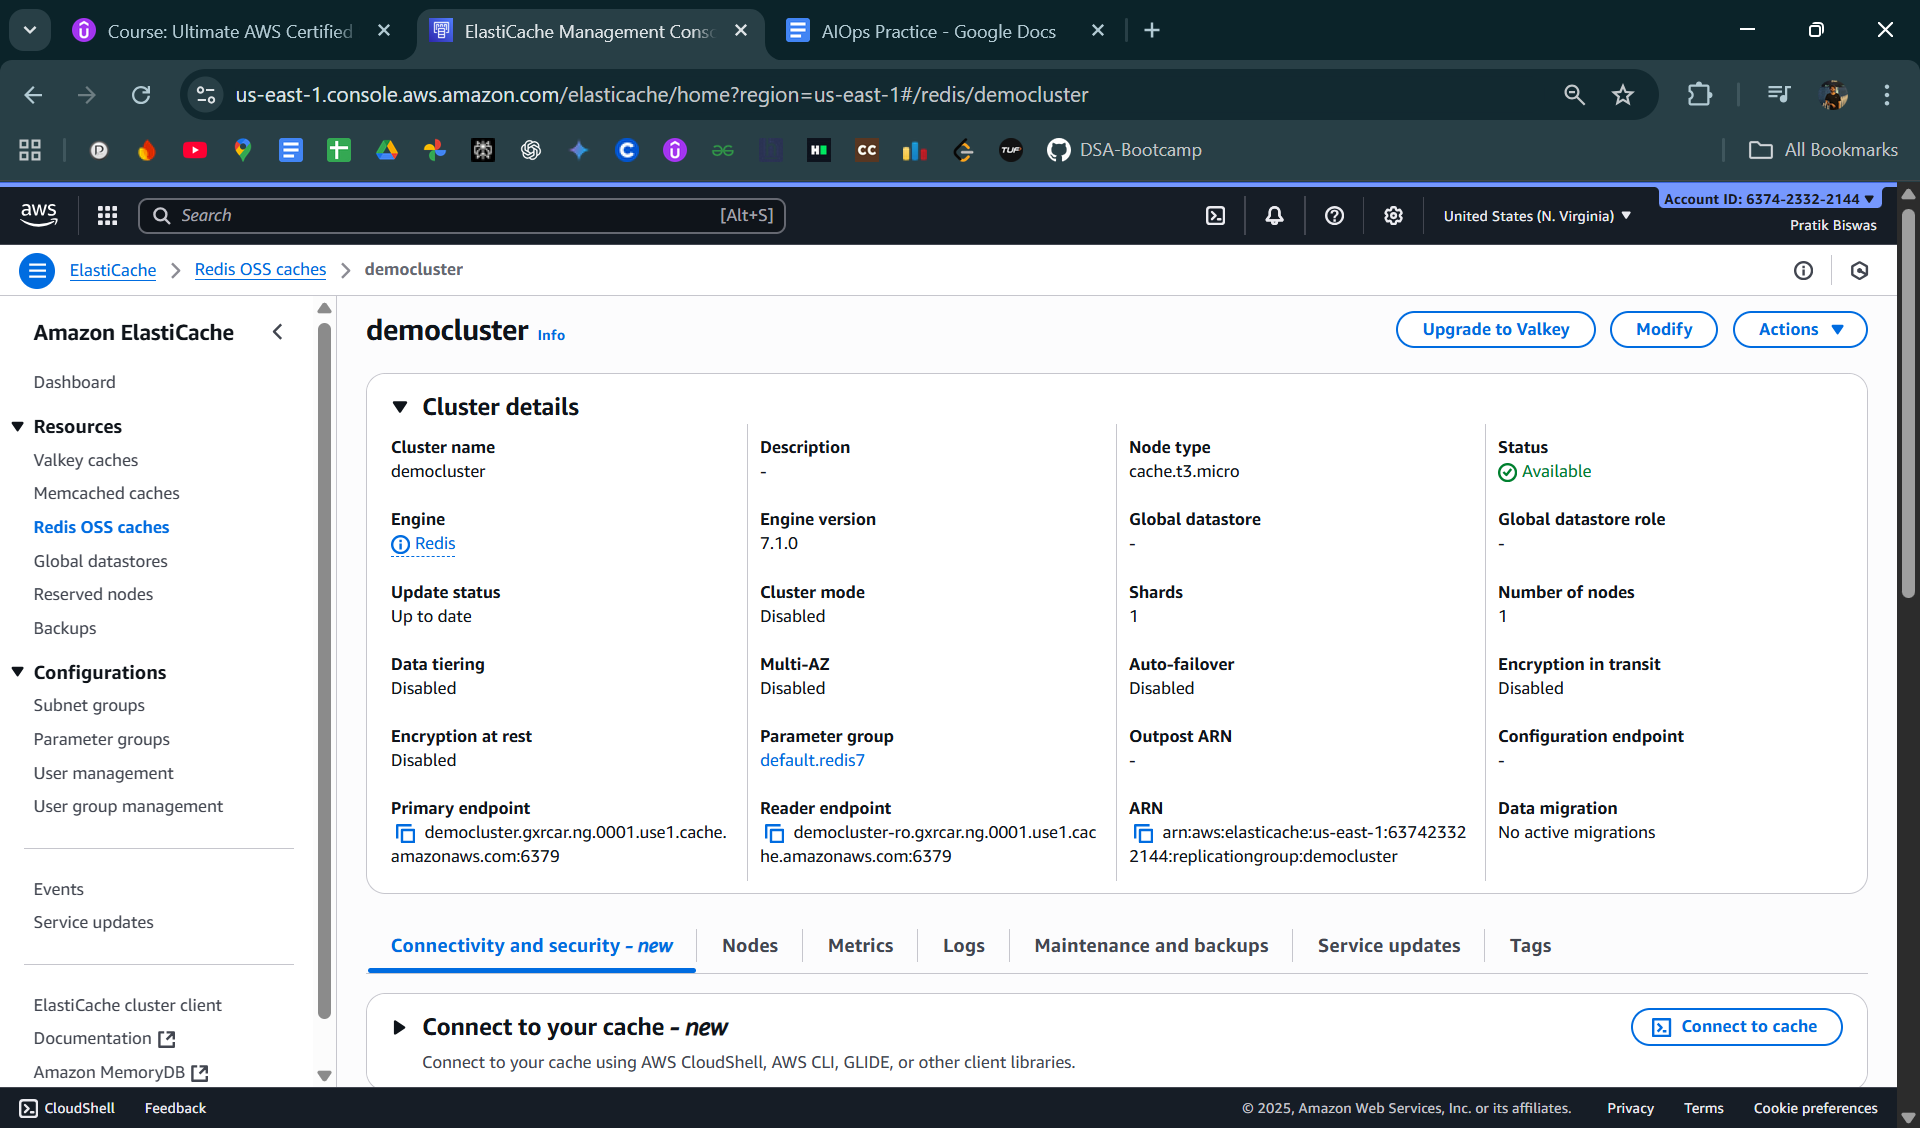 Course: Ultimate AWS Certified
ElastiCache Management Conso
AIOps Practice - Google Docs
us-east-1.console.aws.amazon.com/elasticache/home?region=us-east-1#/redis/democluster
DSA-Bootcamp
All Bookmarks
aws
Search
[Alt+S]
United States (N. Virginia)
Account ID: 6374-2332-2144
Pratik Biswas
ElastiCache
Redis OSS caches
democluster
Amazon ElastiCache
Dashboard
Resources
Valkey caches
Memcached caches
Redis OSS caches
Global datastores
Reserved nodes
Backups
Configurations
Subnet groups
Parameter groups
User management
User group management
Events
Service updates
ElastiCache cluster client
Documentation
Amazon MemoryDB
democluster Info
Upgrade to Valkey
Modify
Actions
Cluster details
Cluster name
democluster
Description
-
Node type
cache.t3.micro
Status
Available
Engine
Redis
Engine version
7.1.0
Global datastore
-
Global datastore role
-
Update status
Up to date
Cluster mode
Disabled
Shards
1
Number of nodes
1
Data tiering
Disabled
Multi-AZ
Disabled
Auto-failover
Disabled
Encryption in transit
Disabled
Encryption at rest
Disabled
Parameter group
default.redis7
Outpost ARN
-
Configuration endpoint
-
Primary endpoint
democluster.gxrcar.ng.0001.use1.cache.
amazonaws.com:6379
Reader endpoint
democluster-ro.gxrcar.ng.0001.use1.cac
he.amazonaws.com:6379
ARN
arn:aws:elasticache:us-east-1:63742332
2144:replicationgroup:democluster
Data migration
No active migrations
Connectivity and security - new
Nodes
Metrics
Logs
Maintenance and backups
Service updates
Tags
Connect to your cache - new
Connect to cache
Connect to your cache using AWS CloudShell, AWS CLI, GLIDE, or other client libraries.
CloudShell
Feedback
© 2025, Amazon Web Services, Inc. or its affiliates.
Privacy
Terms
Cookie preferences